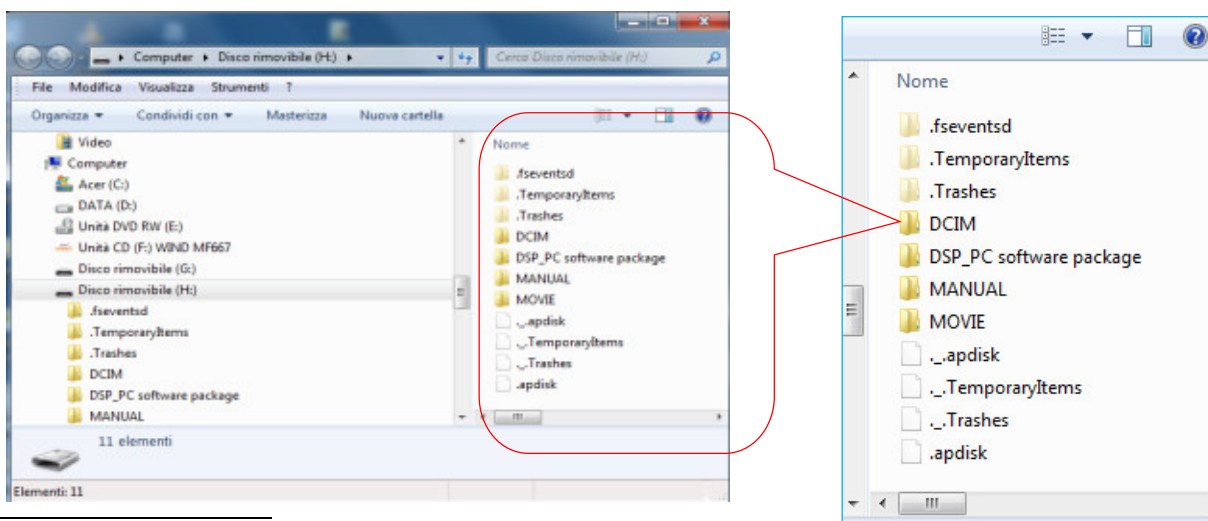 Computer Disco rimovibile (H:)
Cerca Disco rimovibile (H:)
File Modifica Visualizza Strumenti ?
Organizza Condividi con Masterizza Nuova cartella
Video
Computer
Acer (C:)
DATA (D:)
Unità DVD RW (E:)
Unità CD (F:) WIND MF667
Disco rimovibile (G:)
Disco rimovibile (H:)
.fseventsd
.TemporaryItems
.Trashes
DCIM
DSP_PC software package
MANUAL
Nome
.fseventsd
.TemporaryItems
.Trashes
DCIM
DSP_PC software package
MANUAL
MOVIE
._.apdisk
._.TemporaryItems
._.Trashes
.apdisk
11 elementi
Elementi: 11
Nome
.fseventsd
.TemporaryItems
.Trashes
DCIM
DSP_PC software package
MANUAL
MOVIE
._.apdisk
._.TemporaryItems
._.Trashes
.apdisk